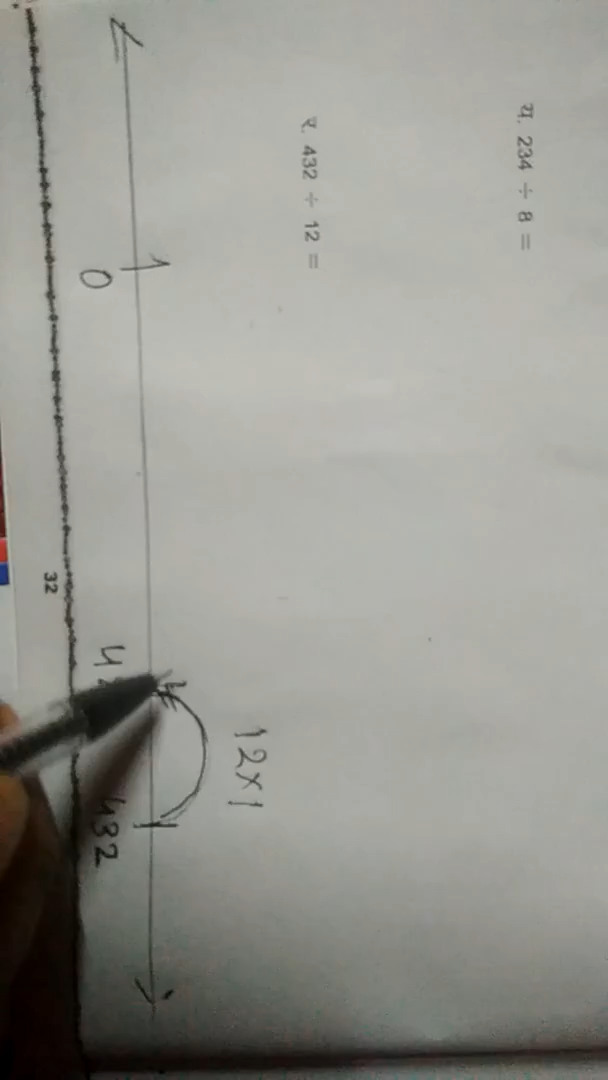 य. 234 ÷ 8 =
र. 432 ÷ 12 =
12×1
0
432
32